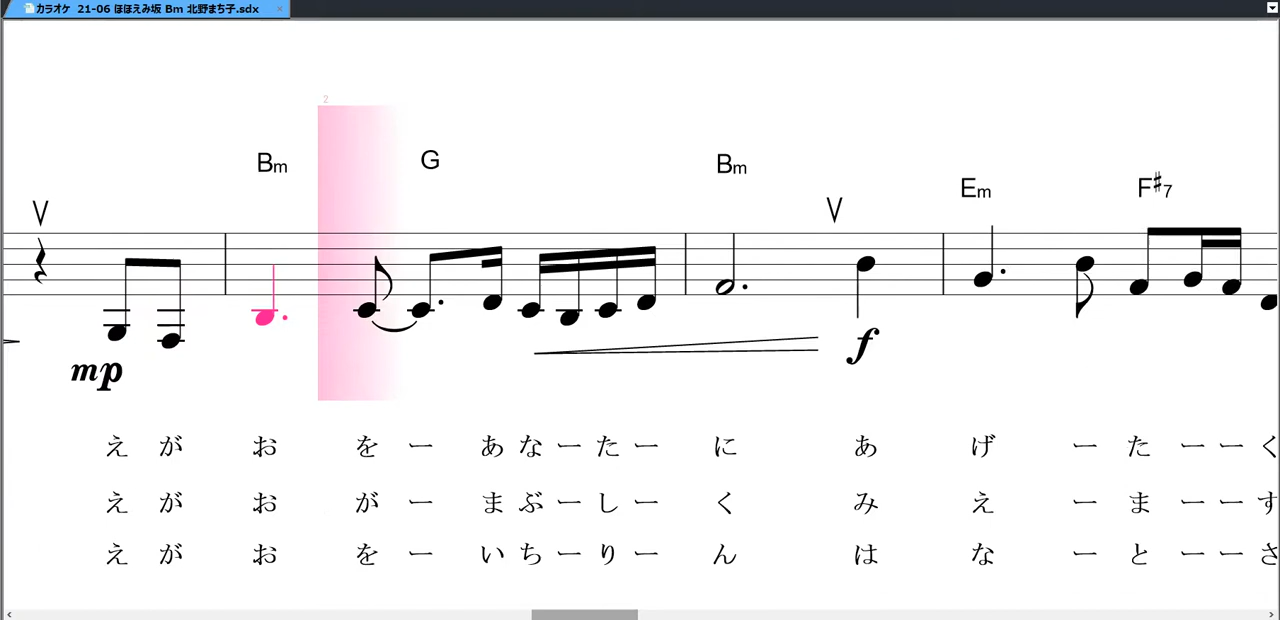 カラオケ 21-06 ほほえみ坂 Bm 北野まち子.sdx
2
Bm G Bm Em F♯7
mp f
え が お を ー あ な ー た ー に あ げ ー た ー ー く
え が お が ー ま ぶ ー し ー く み え ー ま ー ー す
え が お を ー い ち ー り ー ん は な ー と ー ー さ